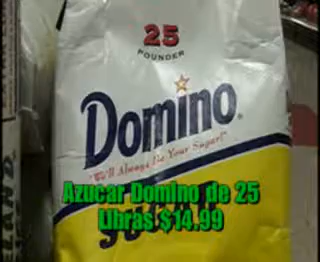 25
POUNDER
Domino®
"We'll Always Be Your Sugar!"
Azucar Domino de 25
Libras $14.99